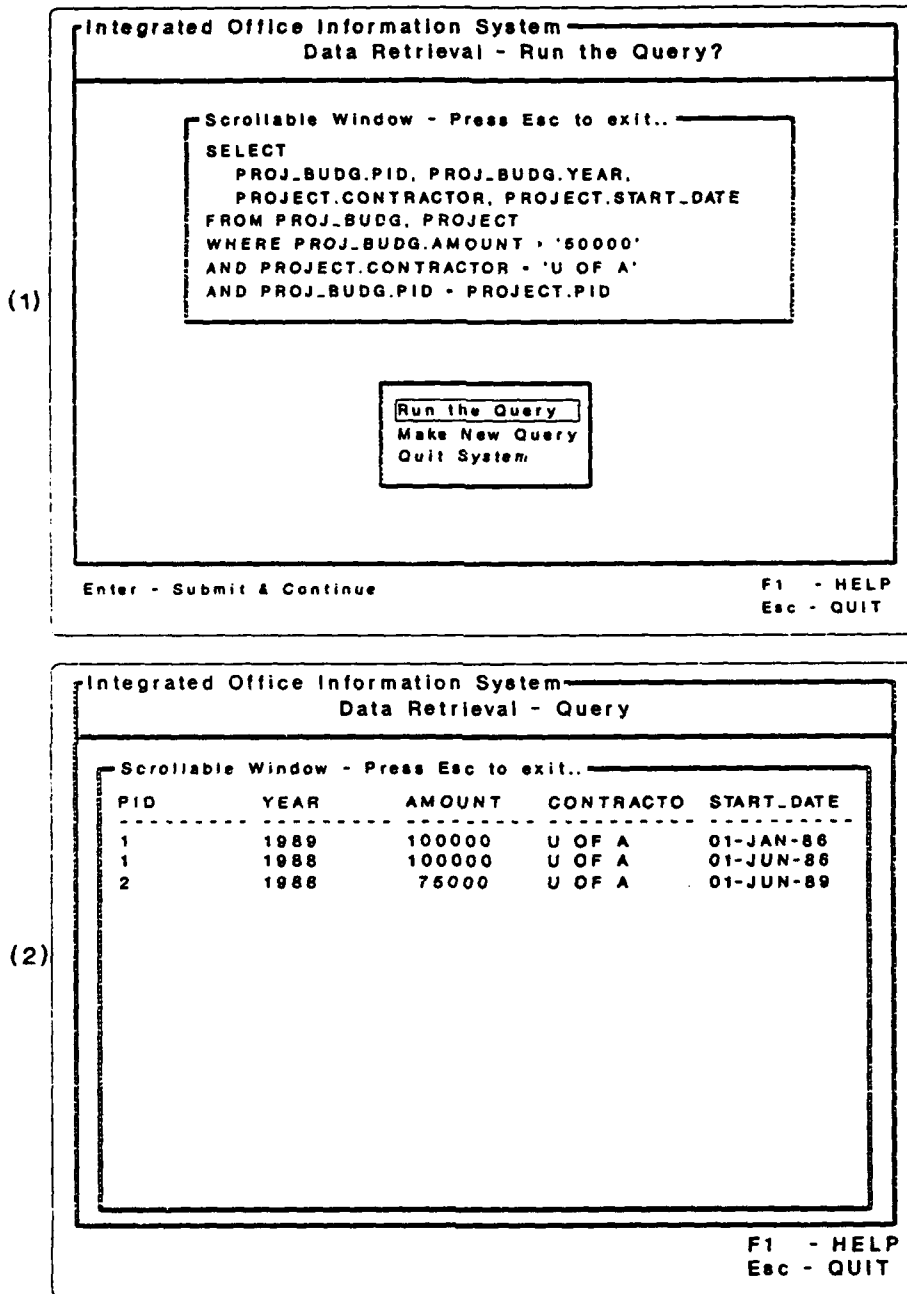 Integrated Office Information System
Data Retrieval - Run the Query?
Scrollable Window - Press Esc to exit..
SELECT
PROJ_BUDG.PID, PROJ_BUDG.YEAR,
PROJECT.CONTRACTOR, PROJECT.START_DATE
FROM PROJ_BUDG, PROJECT
WHERE PROJ_BUDG.AMOUNT > '50000'
AND PROJECT.CONTRACTOR = 'U OF A'
AND PROJ_BUDG.PID = PROJECT.PID
(1)
Run the Query
Make New Query
Quit System
Enter - Submit & Continue
F1 - HELP
Esc - QUIT
Integrated Office Information System
Data Retrieval - Query
Scrollable Window - Press Esc to exit..
PID YEAR AMOUNT CONTRACTO START_DATE
1 1989 100000 U OF A 01-JAN-86
1 1988 100000 U OF A 01-JUN-86
2 1988 75000 U OF A 01-JUN-89
(2)
F1 - HELP
Esc - QUIT